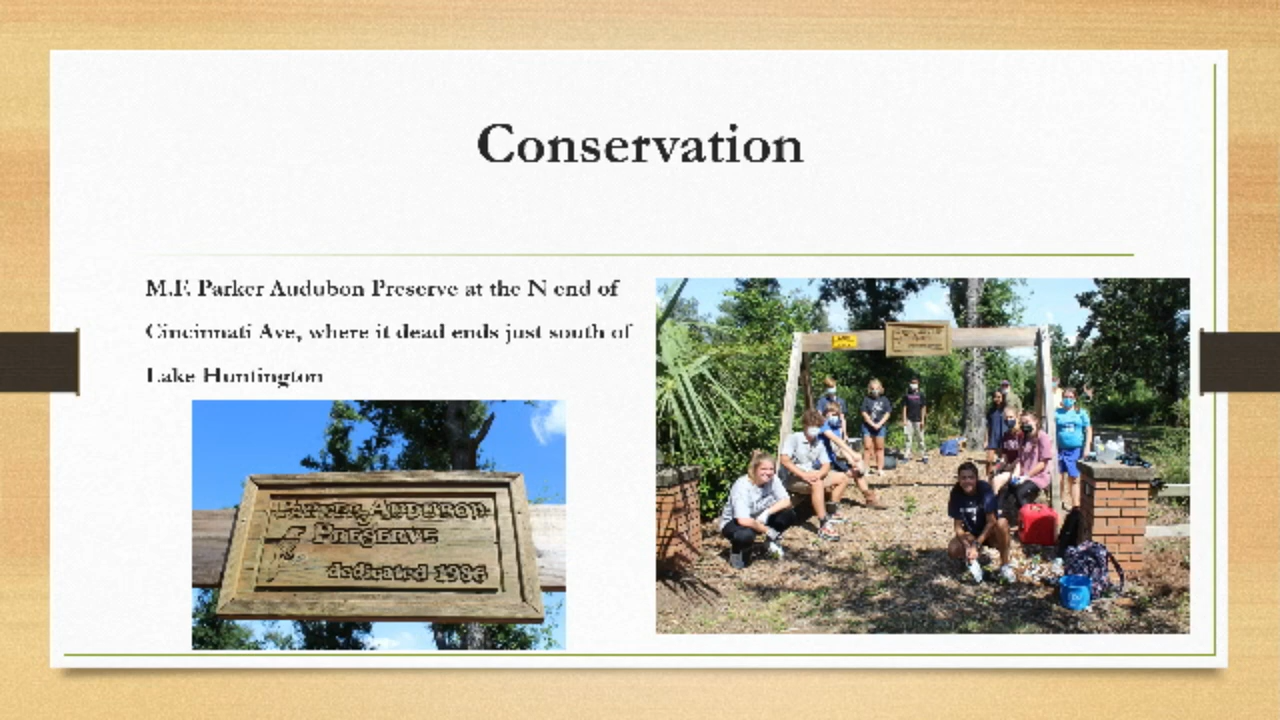 Conservation
M.F. Parker Audubon Preserve at the N end of
Cincinnati Ave, where it dead ends just south of
Lake Huntington
Parker Audubon
Preserve
dedicated 1996